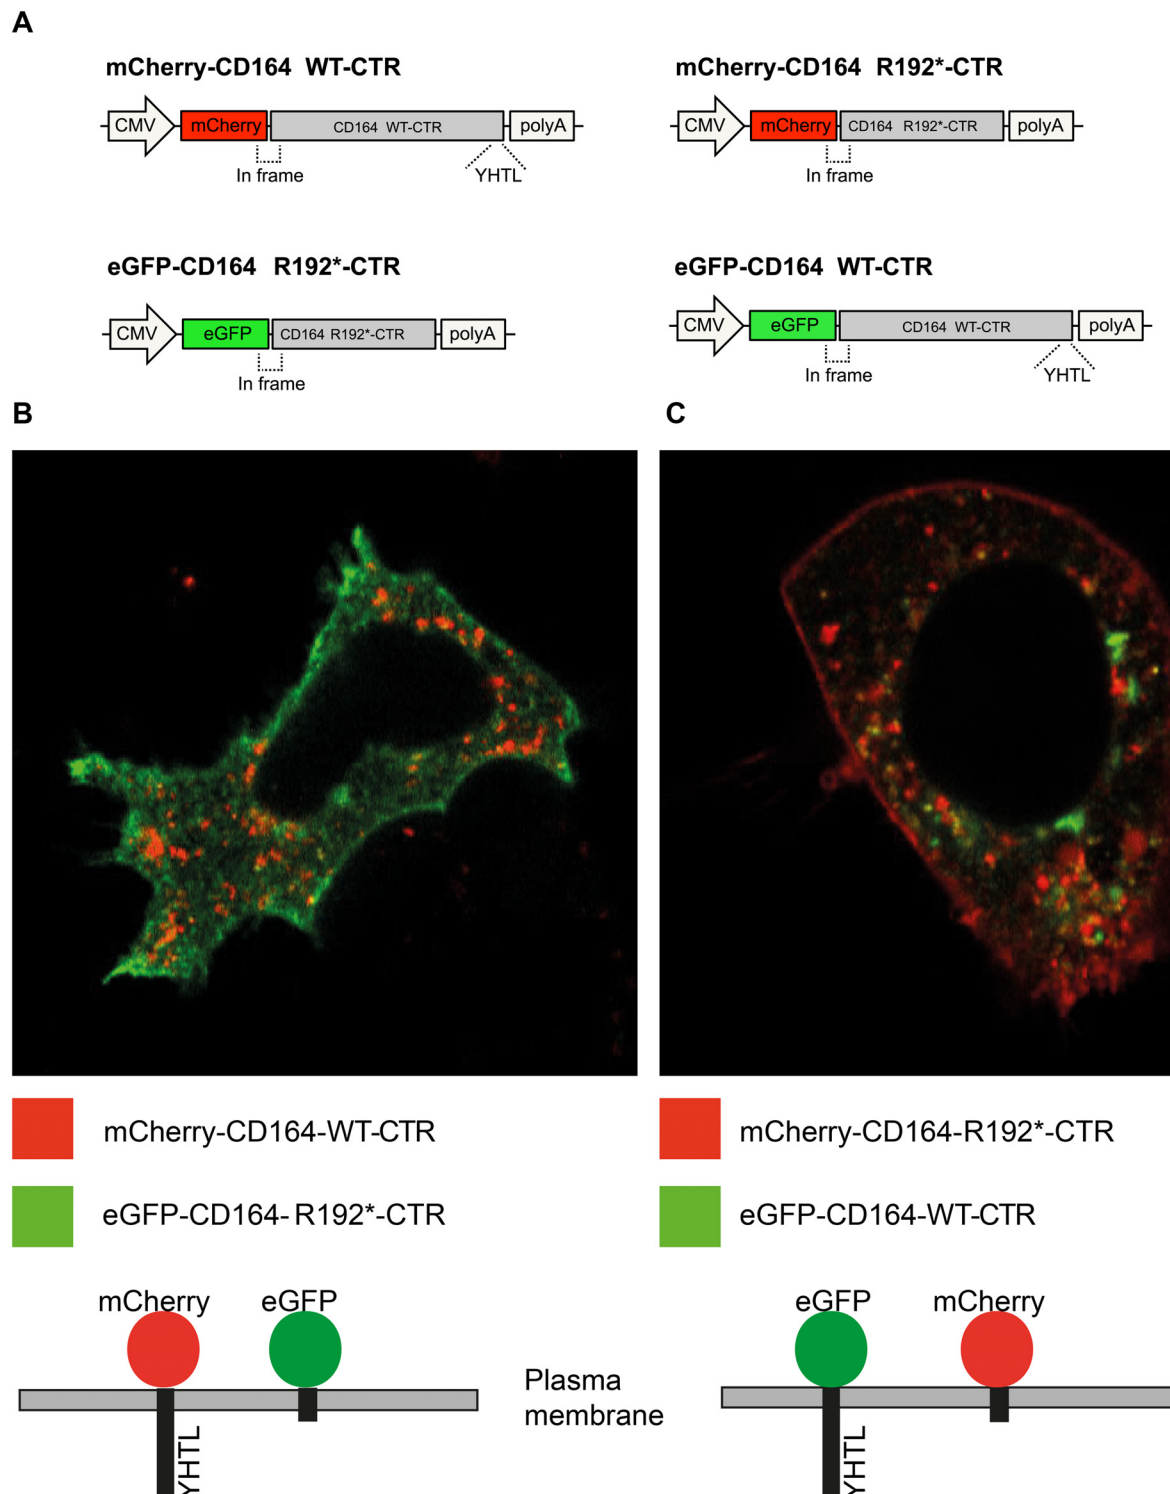 A
mCherry-CD164 WT-CTR
CMV mCherry CD164 WT-CTR polyA
In frame YHTL
mCherry-CD164 R192*-CTR
CMV mCherry CD164 R192*-CTR polyA
In frame
eGFP-CD164 R192*-CTR
CMV eGFP CD164 R192*-CTR polyA
In frame
eGFP-CD164 WT-CTR
CMV eGFP CD164 WT-CTR polyA
In frame YHTL
B
C
mCherry-CD164-WT-CTR
eGFP-CD164-R192*-CTR
mCherry-CD164-R192*-CTR
eGFP-CD164-WT-CTR
mCherry eGFP
YHTL
Plasma
membrane
eGFP mCherry
YHTL